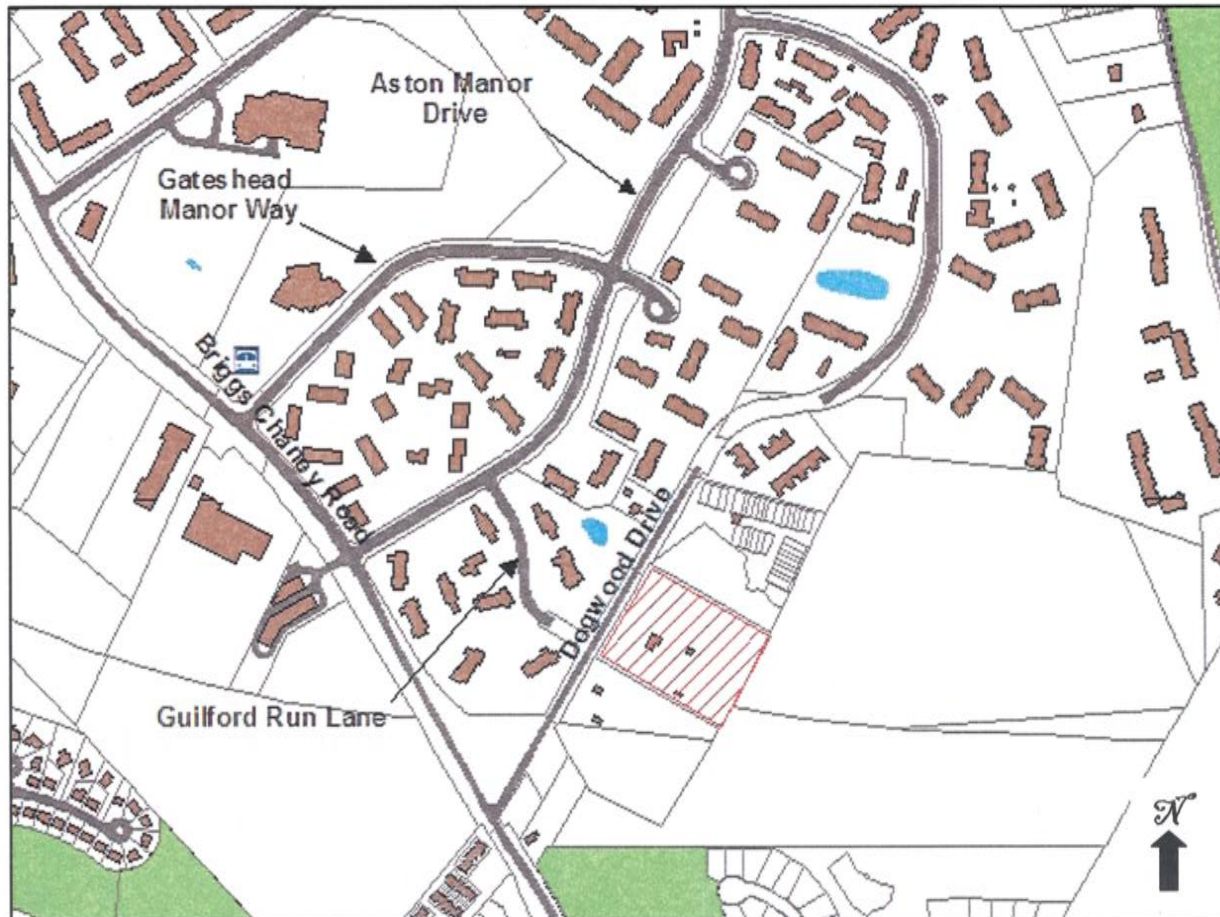 Aston Manor
Drive
Gateshead
Manor Way
Briggs Chaney Road
Dogwood Drive
Guilford Run Lane
N